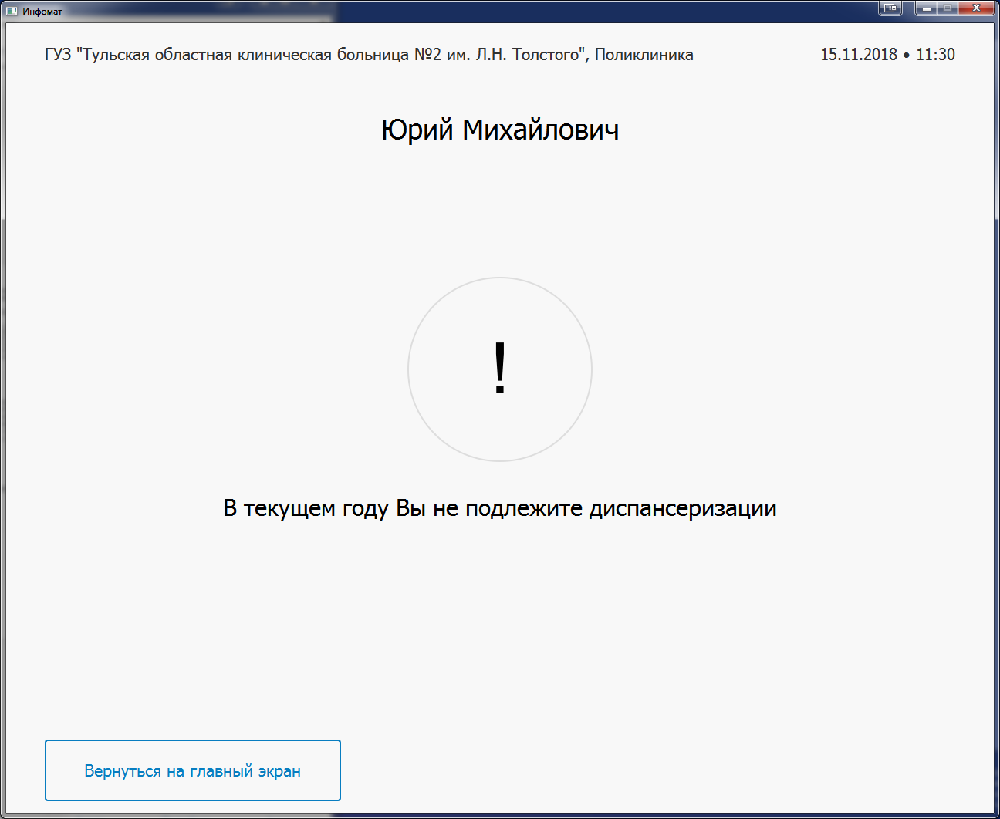 Инфомат
ГУЗ "Тульская областная клиническая больница №2 им. Л.Н. Толстого", Поликлиника
15.11.2018 • 11:30
Юрий Михайлович
!
В текущем году Вы не подлежите диспансеризации
Вернуться на главный экран